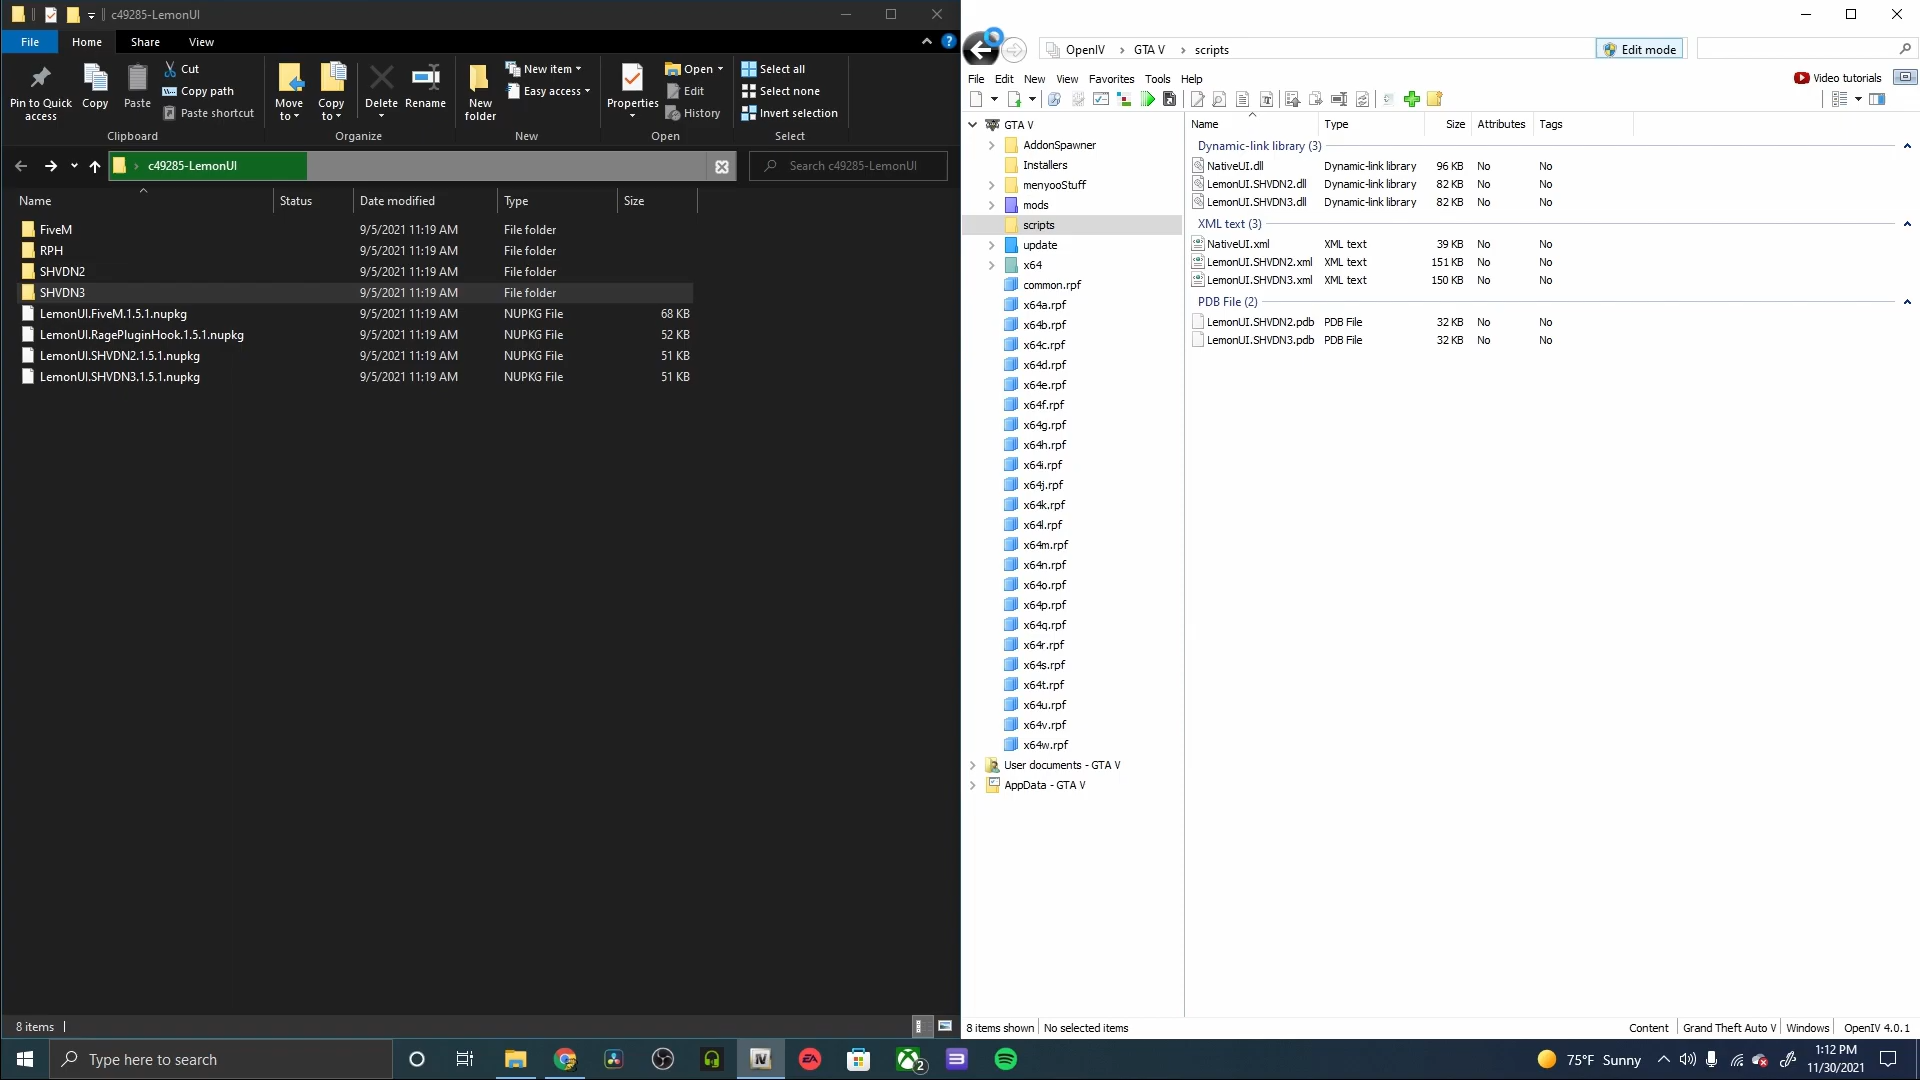 c49285-LemonUI
File Home Share View
Pin to Quick access
Copy
Paste
Cut
Copy path
Paste shortcut
Clipboard
Move to
Copy to
Delete
Rename
Organize
New folder
New item
Easy access
New
Properties
Open
Edit
History
Open
Select all
Select none
Invert selection
Select
c49285-LemonUI
Search c49285-LemonUI
Name Status Date modified Type Size
FiveM 9/5/2021 11:19 AM File folder
RPH 9/5/2021 11:19 AM File folder
SHVDN2 9/5/2021 11:19 AM File folder
SHVDN3 9/5/2021 11:19 AM File folder
LemonUI.FiveM.1.5.1.nupkg 9/5/2021 11:19 AM NUPKG File 68 KB
LemonUI.RagePluginHook.1.5.1.nupkg 9/5/2021 11:19 AM NUPKG File 52 KB
LemonUI.SHVDN2.1.5.1.nupkg 9/5/2021 11:19 AM NUPKG File 51 KB
LemonUI.SHVDN3.1.5.1.nupkg 9/5/2021 11:19 AM NUPKG File 51 KB
8 items
OpenIV GTA V scripts
Edit mode
File Edit New View Favorites Tools Help
Video tutorials
GTA V
AddonSpawner
Installers
menyooStuff
mods
scripts
update
x64
common.rpf
x64a.rpf
x64b.rpf
x64c.rpf
x64d.rpf
x64e.rpf
x64f.rpf
x64g.rpf
x64h.rpf
x64i.rpf
x64j.rpf
x64k.rpf
x64l.rpf
x64m.rpf
x64n.rpf
x64o.rpf
x64p.rpf
x64q.rpf
x64r.rpf
x64s.rpf
x64t.rpf
x64u.rpf
x64v.rpf
x64w.rpf
User documents - GTA V
AppData - GTA V
Name Type Size Attributes Tags
Dynamic-link library (3)
NativeUI.dll Dynamic-link library 96 KB No No
LemonUI.SHVDN2.dll Dynamic-link library 82 KB No No
LemonUI.SHVDN3.dll Dynamic-link library 82 KB No No
XML text (3)
NativeUI.xml XML text 39 KB No No
LemonUI.SHVDN2.xml XML text 151 KB No No
LemonUI.SHVDN3.xml XML text 150 KB No No
PDB File (2)
LemonUI.SHVDN2.pdb PDB File 32 KB No No
LemonUI.SHVDN3.pdb PDB File 32 KB No No
8 items shown No selected items
Content Grand Theft Auto V Windows OpenIV 4.0.1
Type here to search
IV
EA
2
75°F Sunny
1:12 PM
11/30/2021